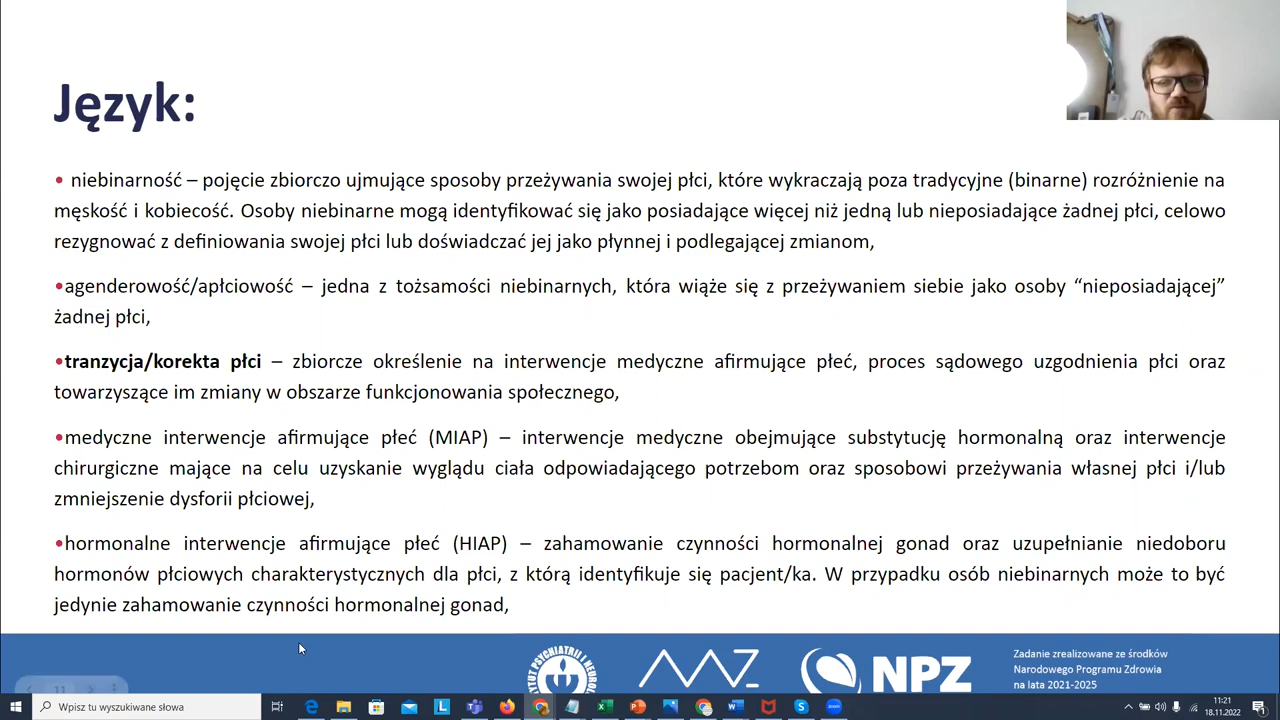 Język:
• niebinarność – pojęcie zbiorczo ujmujące sposoby przeżywania swojej płci, które wykraczają poza tradycyjne (binarne) rozróżnienie na
męskość i kobiecość. Osoby niebinarne mogą identyfikować się jako posiadające więcej niż jedną lub nieposiadające żadnej płci, celowo
rezygnować z definiowania swojej płci lub doświadczać jej jako płynnej i podlegającej zmianom,
•agenderowość/apłciowość – jedna z tożsamości niebinarnych, która wiąże się z przeżywaniem siebie jako osoby “nieposiadającej”
żadnej płci,
•tranzycja/korekta płci – zbiorcze określenie na interwencje medyczne afirmujące płeć, proces sądowego uzgodnienia płci oraz
towarzyszące im zmiany w obszarze funkcjonowania społecznego,
•medyczne interwencje afirmujące płeć (MIAP) – interwencje medyczne obejmujące substytucję hormonalną oraz interwencje
chirurgiczne mające na celu uzyskanie wyglądu ciała odpowiadającego potrzebom oraz sposobowi przeżywania własnej płci i/lub
zmniejszenie dysforii płciowej,
•hormonalne interwencje afirmujące płeć (HIAP) – zahamowanie czynności hormonalnej gonad oraz uzupełnianie niedoboru
hormonów płciowych charakterystycznych dla płci, z którą identyfikuje się pacjent/ka. W przypadku osób niebinarnych może to być
jedynie zahamowanie czynności hormonalnej gonad,
NPZ
Zadanie zrealizowane ze środków
Narodowego Programu Zdrowia
na lata 2021-2025
11
Wpisz tu wyszukiwane słowa
11:21
18.11.2022